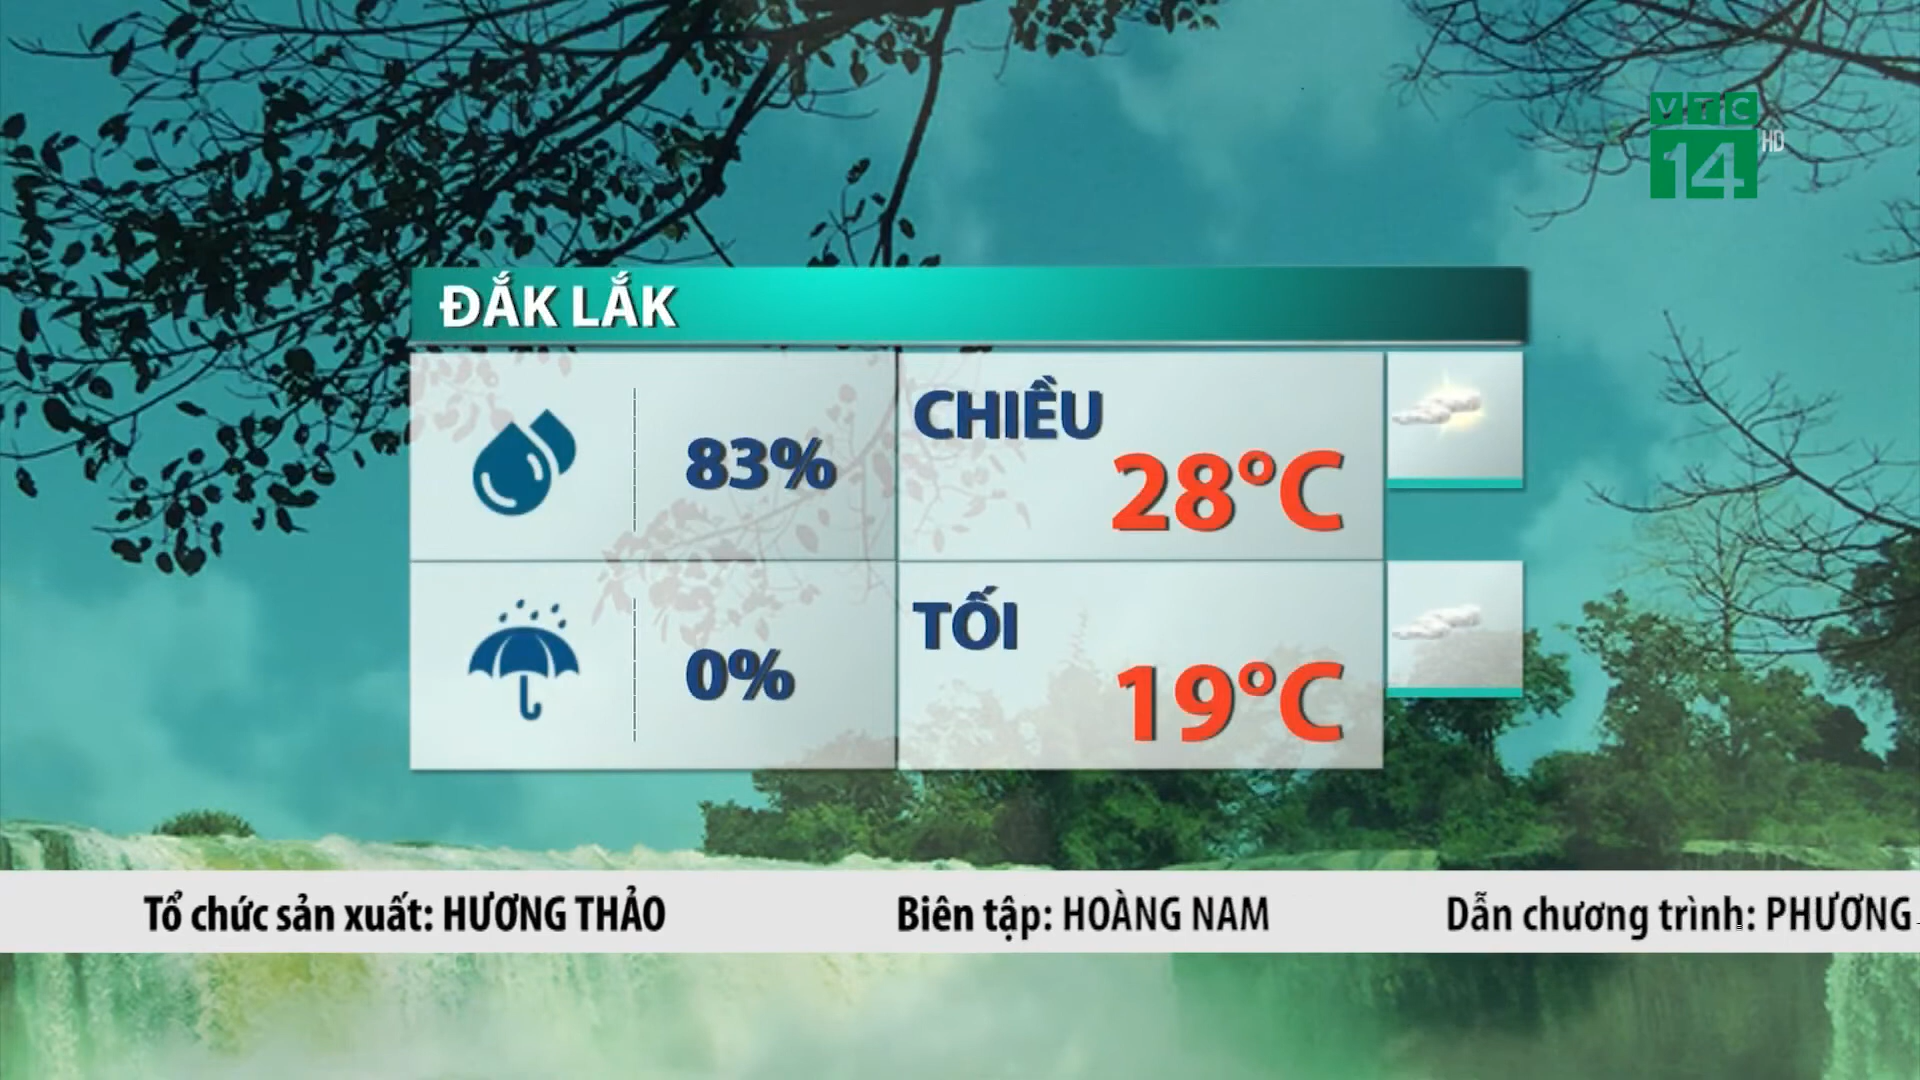 VTC
14 HD
ĐẮK LẮK
83%
CHIỀU
28°C
0%
TỐI
19°C
Tổ chức sản xuất: HƯƠNG THẢO Biên tập: HOÀNG NAM Dẫn chương trình: PHƯƠNG